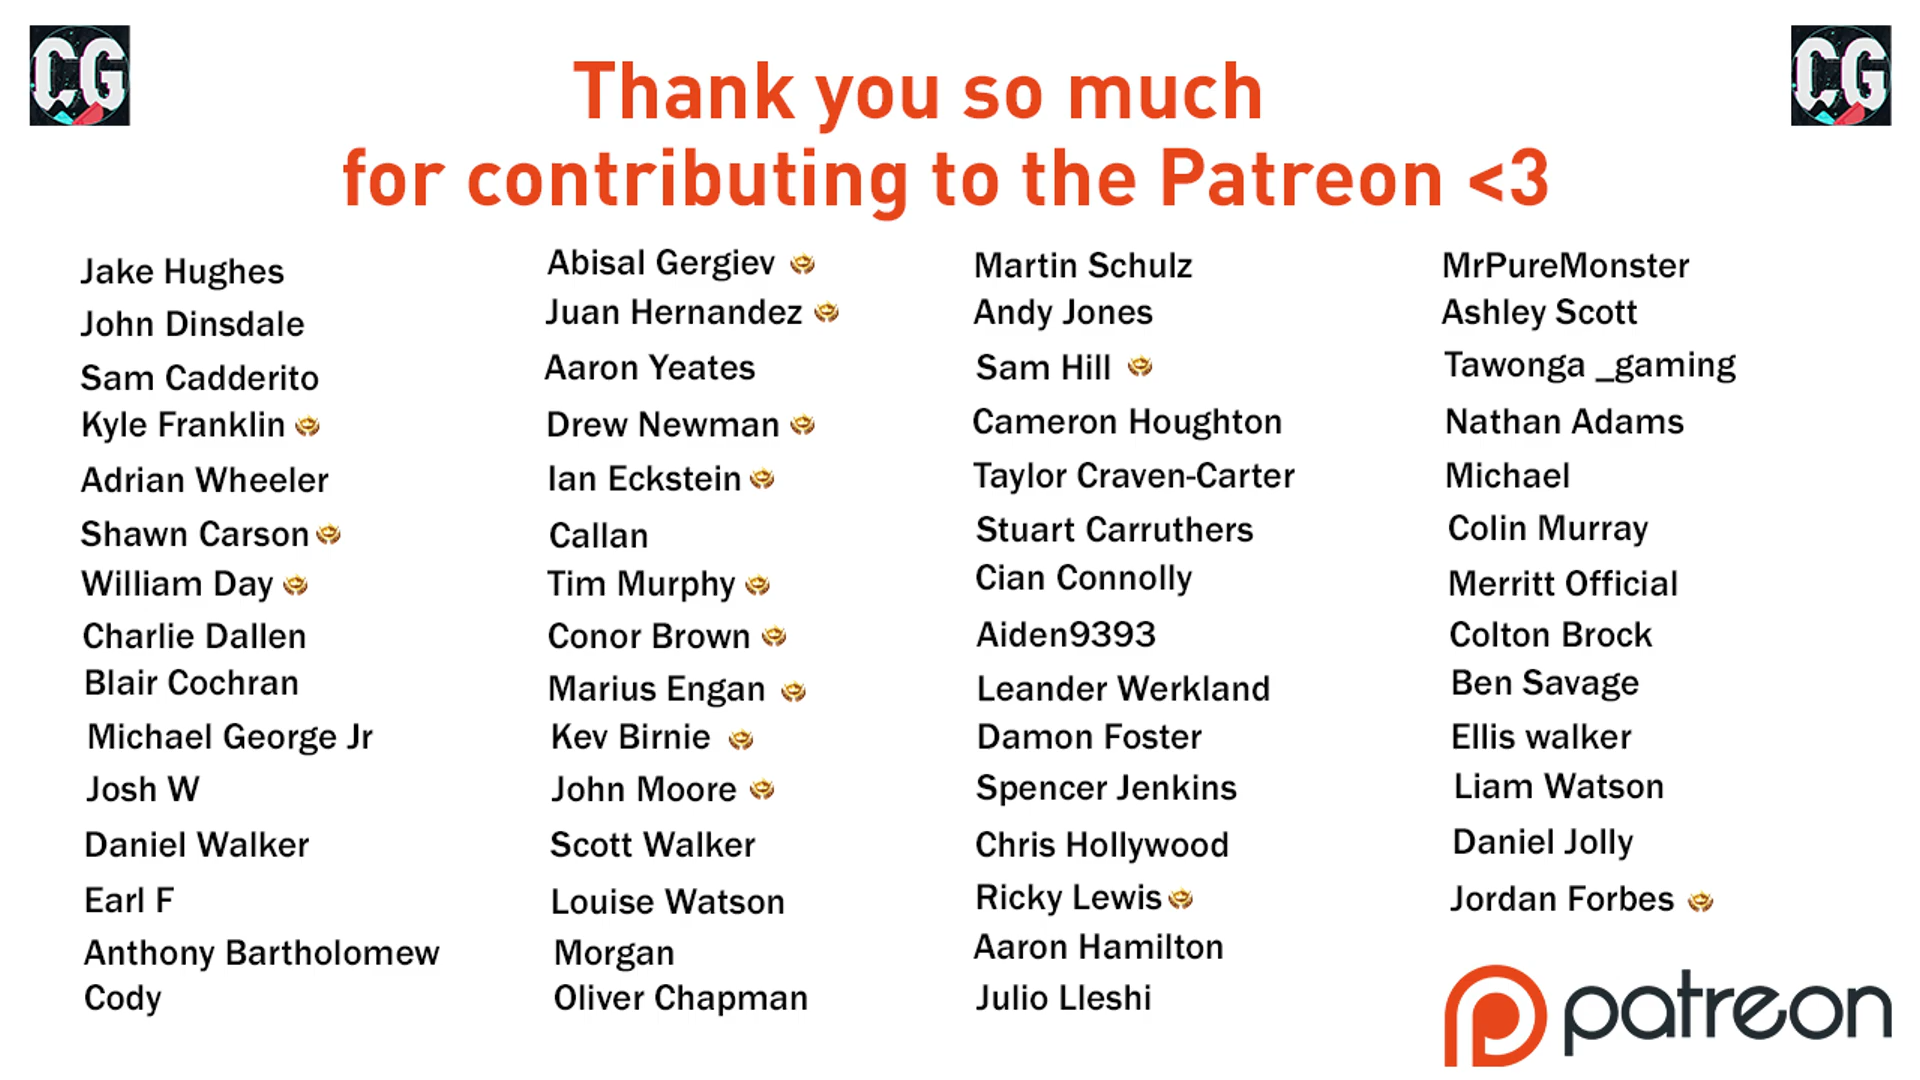 CG
CG
Thank you so much
for contributing to the Patreon <3
Jake Hughes
John Dinsdale
Sam Cadderito
Kyle Franklin
Adrian Wheeler
Shawn Carson
William Day
Charlie Dallen
Blair Cochran
Michael George Jr
Josh W
Daniel Walker
Earl F
Anthony Bartholomew
Cody
Abisal Gergiev
Juan Hernandez
Aaron Yeates
Drew Newman
Ian Eckstein
Callan
Tim Murphy
Conor Brown
Marius Engan
Kev Birnie
John Moore
Scott Walker
Louise Watson
Morgan
Oliver Chapman
Martin Schulz
Andy Jones
Sam Hill
Cameron Houghton
Taylor Craven-Carter
Stuart Carruthers
Cian Connolly
Aiden9393
Leander Werkland
Damon Foster
Spencer Jenkins
Chris Hollywood
Ricky Lewis
Aaron Hamilton
Julio Lleshi
MrPureMonster
Ashley Scott
Tawonga _gaming
Nathan Adams
Michael
Colin Murray
Merritt Official
Colton Brock
Ben Savage
Ellis walker
Liam Watson
Daniel Jolly
Jordan Forbes
patreon